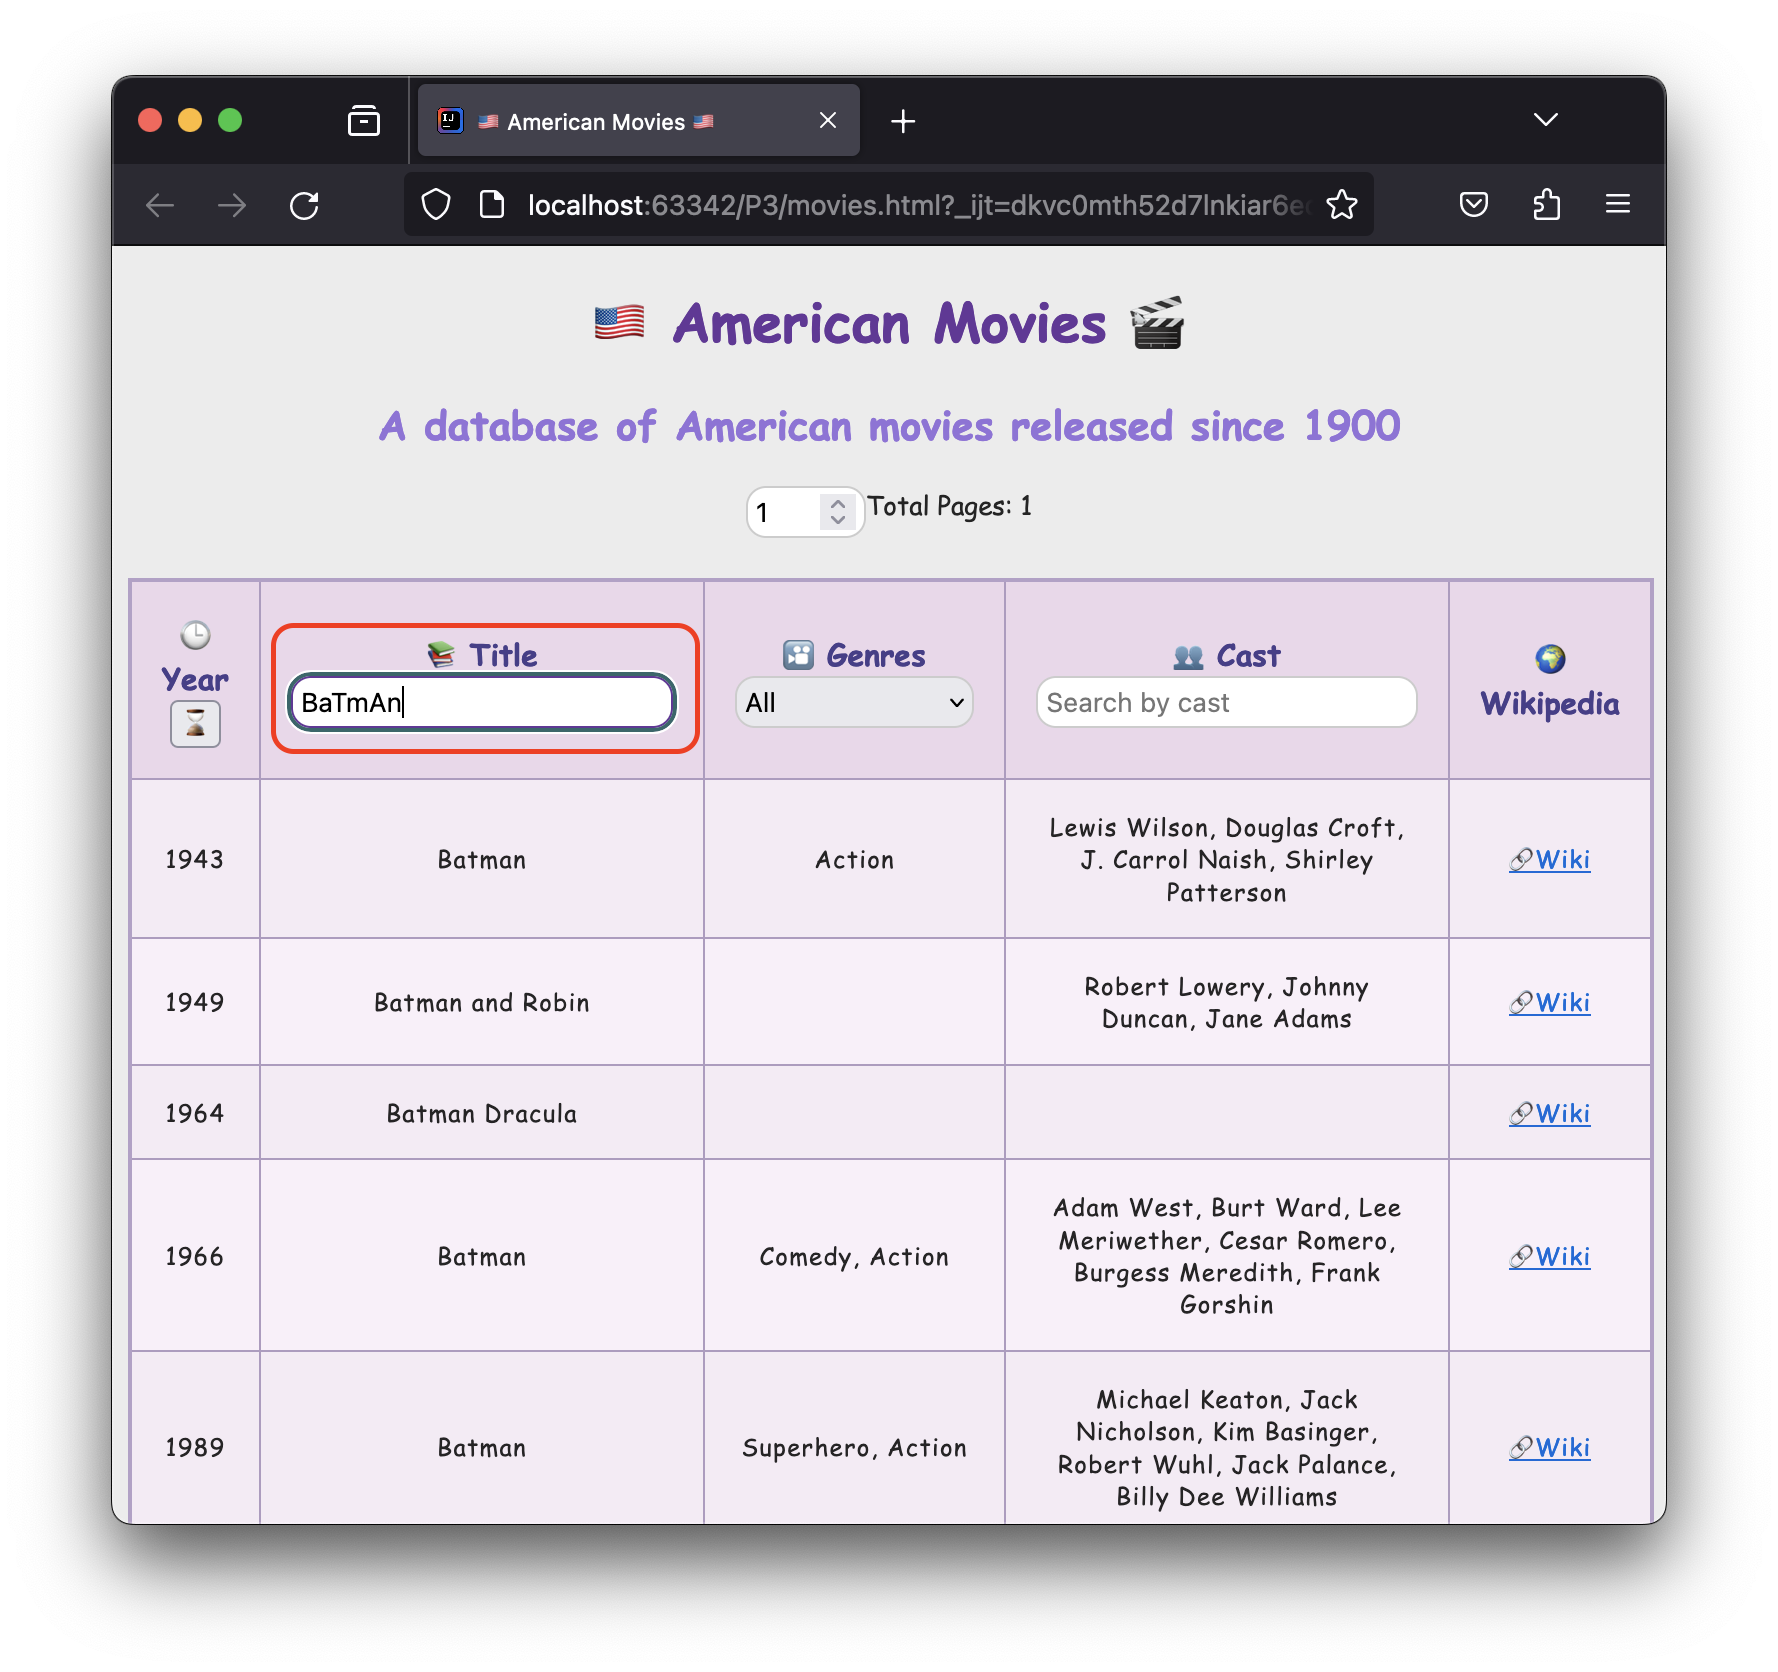 American Movies
localhost:63342/P3/movies.html?_ijt=dkvc0mth52d7lnkiar6e
American Movies
A database of American movies released since 1900
1 Total Pages: 1
Year
Title
BaTmAn
Genres
All
Cast
Search by cast
Wikipedia
1943
Batman
Action
Lewis Wilson, Douglas Croft,
J. Carrol Naish, Shirley
Patterson
Wiki
1949
Batman and Robin
Robert Lowery, Johnny
Duncan, Jane Adams
Wiki
1964
Batman Dracula
Wiki
1966
Batman
Comedy, Action
Adam West, Burt Ward, Lee
Meriwether, Cesar Romero,
Burgess Meredith, Frank
Gorshin
Wiki
1989
Batman
Superhero, Action
Michael Keaton, Jack
Nicholson, Kim Basinger,
Robert Wuhl, Jack Palance,
Billy Dee Williams
Wiki